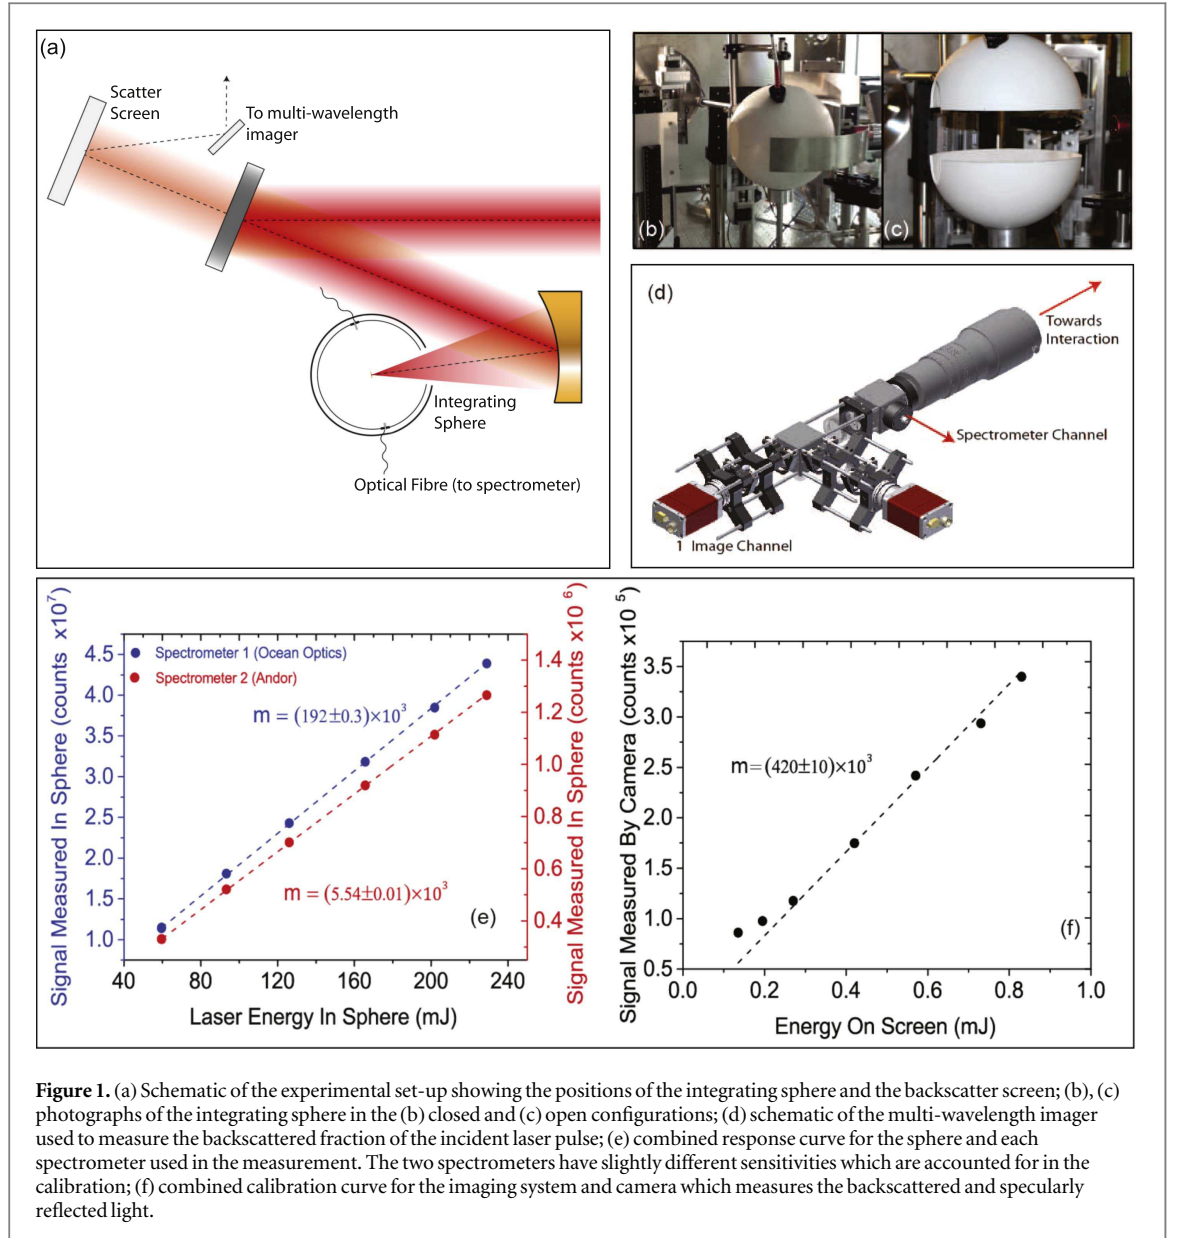 (a)
Scatter
Screen
To multi-wavelength
imager
Integrating
Sphere
Optical Fibre (to spectrometer)
(b)
(c)
(d)
Towards
Interaction
Spectrometer Channel
1 Image Channel
Signal Measured In Sphere (counts x10⁷)
4.5
4.0
3.5
3.0
2.5
2.0
1.5
1.0
Spectrometer 1 (Ocean Optics)
Spectrometer 2 (Andor)
m = (192±0.3)×10³
m = (5.54±0.01)×10³
(e)
1.4
1.2
1.0
0.8
0.6
0.4
Signal Measured In Sphere (counts x10⁶)
40 80 120 160 200 240
Laser Energy In Sphere (mJ)
Signal Measured By Camera (counts x10⁵)
3.5
3.0
2.5
2.0
1.5
1.0
0.5
m=(420±10)×10³
(f)
0.0 0.2 0.4 0.6 0.8 1.0
Energy On Screen (mJ)
Figure 1. (a) Schematic of the experimental set-up showing the positions of the integrating sphere and the backscatter screen; (b), (c)
photographs of the integrating sphere in the (b) closed and (c) open configurations; (d) schematic of the multi-wavelength imager
used to measure the backscattered fraction of the incident laser pulse; (e) combined response curve for the sphere and each
spectrometer used in the measurement. The two spectrometers have slightly different sensitivities which are accounted for in the
calibration; (f) combined calibration curve for the imaging system and camera which measures the backscattered and specularly
reflected light.